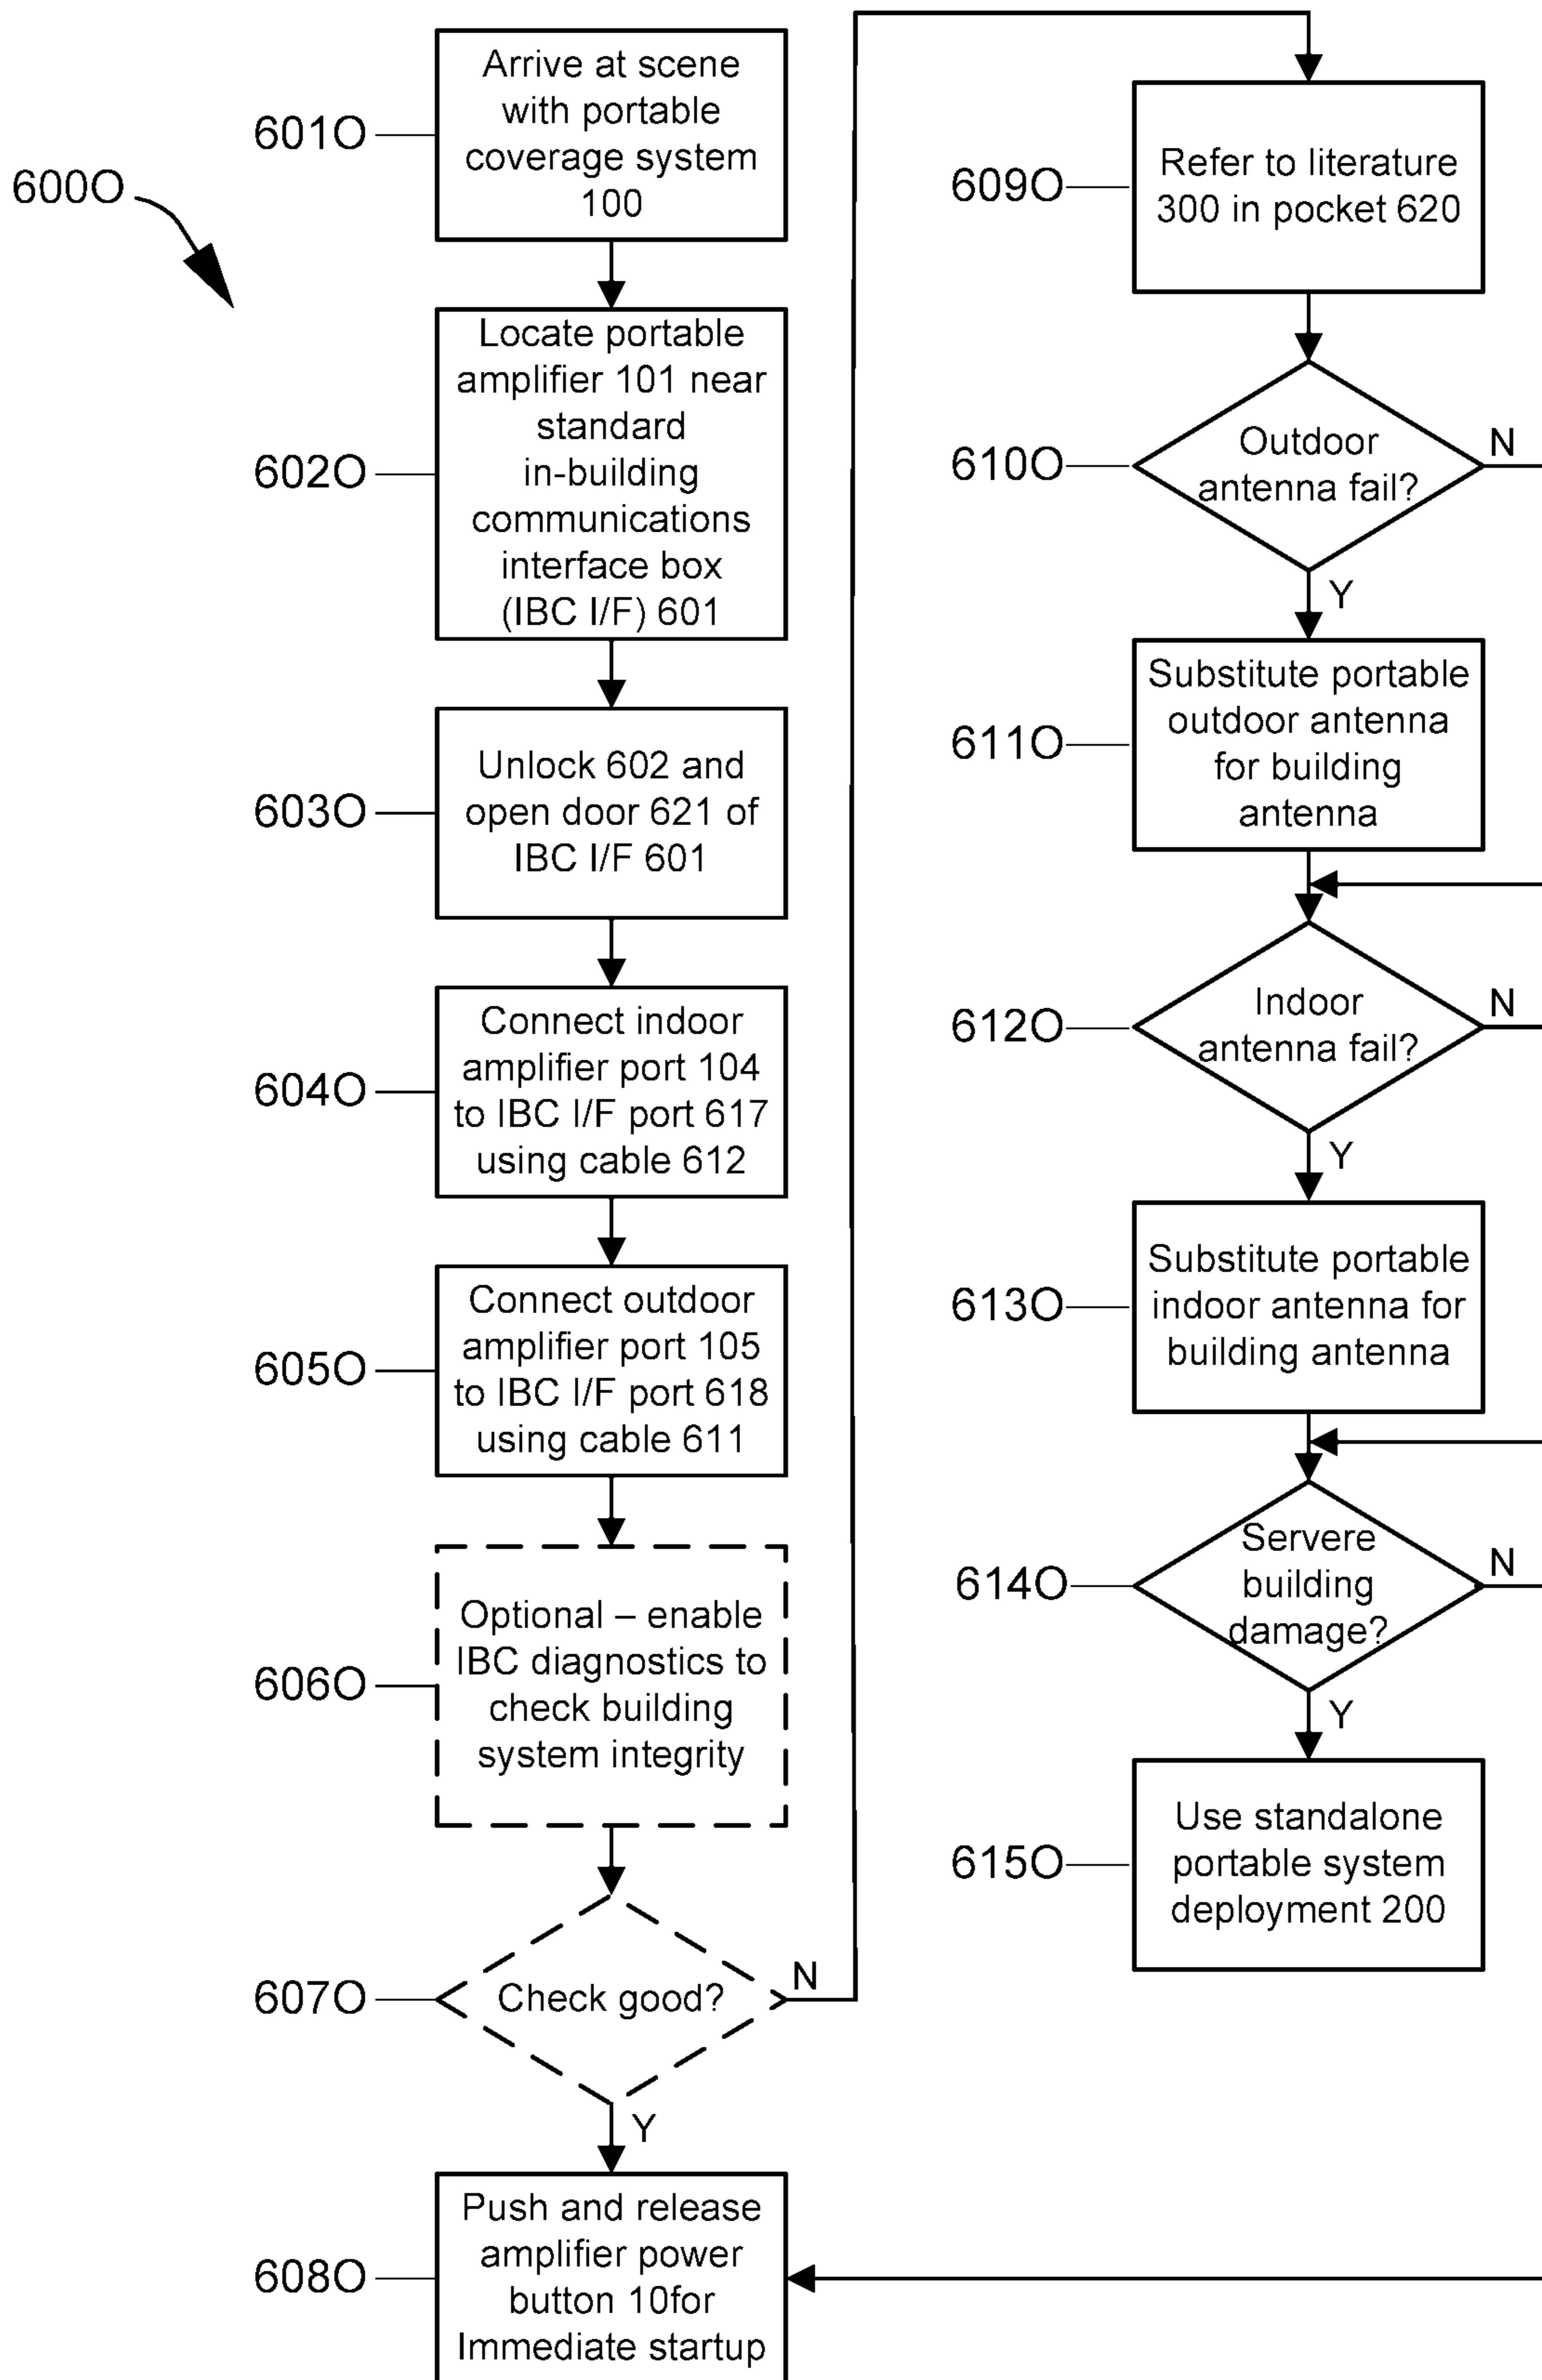 600O
601O
Arrive at scene
with portable
coverage system
100
602O
Locate portable
amplifier 101 near
standard
in-building
communications
interface box
(IBC I/F) 601
603O
Unlock 602 and
open door 621 of
IBC I/F 601
604O
Connect indoor
amplifier port 104
to IBC I/F port 617
using cable 612
605O
Connect outdoor
amplifier port 105
to IBC I/F port 618
using cable 611
606O
Optional – enable
IBC diagnostics to
check building
system integrity
607O
Check good?
N
Y
608O
Push and release
amplifier power
button 10for
Immediate startup
609O
Refer to literature
300 in pocket 620
610O
Outdoor
antenna fail?
N
Y
611O
Substitute portable
outdoor antenna
for building
antenna
612O
Indoor
antenna fail?
N
Y
613O
Substitute portable
indoor antenna for
building antenna
614O
Servere
building
damage?
N
Y
615O
Use standalone
portable system
deployment 200